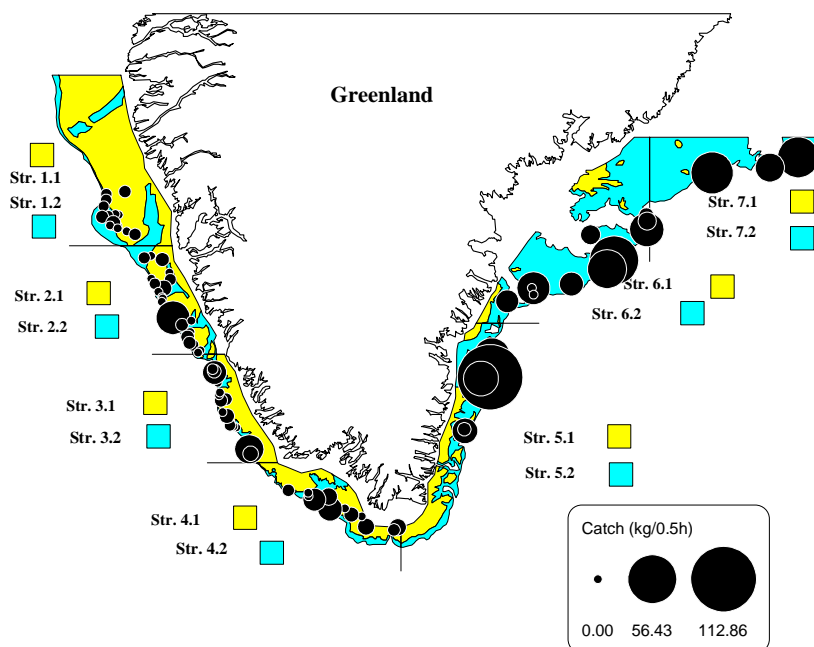 Greenland
Str. 1.1
Str. 1.2
Str. 2.1
Str. 2.2
Str. 3.1
Str. 3.2
Str. 4.1
Str. 4.2
Str. 7.1
Str. 7.2
Str. 6.1
Str. 6.2
Str. 5.1
Str. 5.2
Catch (kg/0.5h)
0.00 56.43 112.86